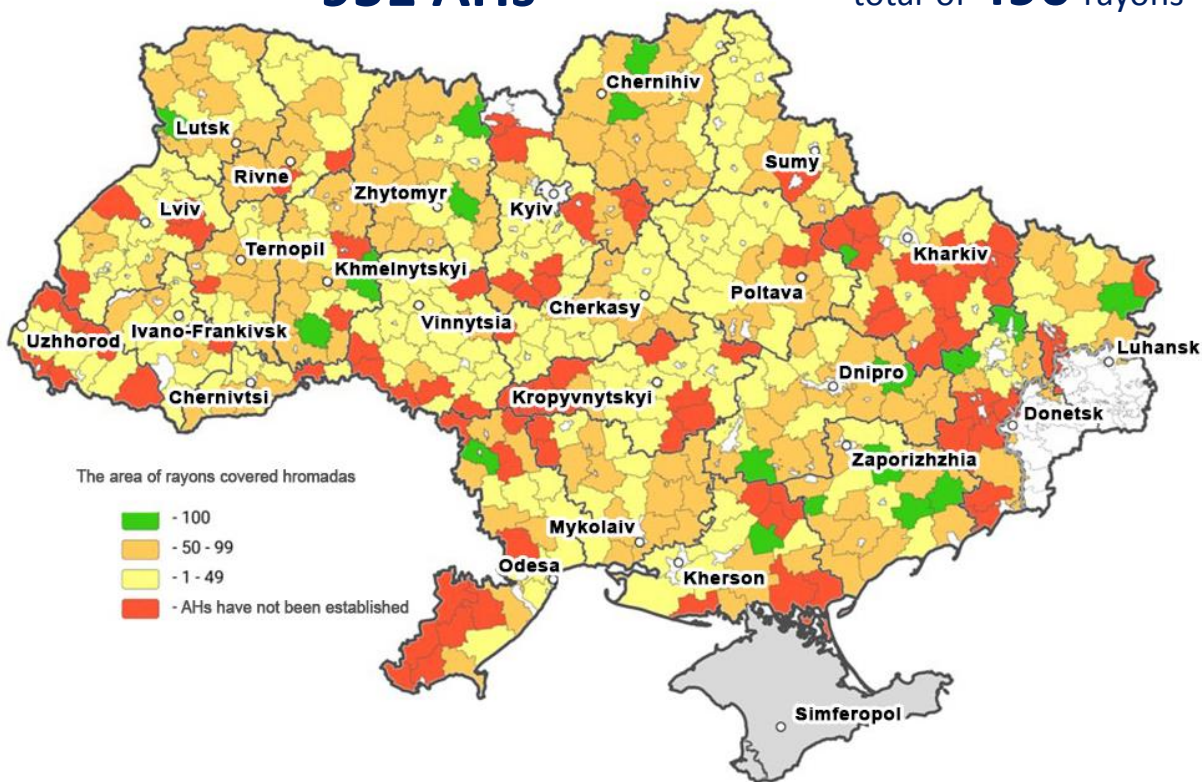 AHs
total of rayons
Chernihiv
Lutsk
Rivne
Sumy
Zhytomyr
Kyiv
Lviv
Kharkiv
Ternopil
Khmelnytskyi
Poltava
Cherkasy
Vinnytsia
Ivano-Frankivsk
Uzhhorod
Luhansk
Dnipro
Chernivtsi
Kropyvnytskyi
Donetsk
Zaporizhzhia
The area of rayons covered hromadas
- 100
- 50 - 99
- 1 - 49
- AHs have not been established
Mykolaiv
Odesa
Kherson
Simferopol